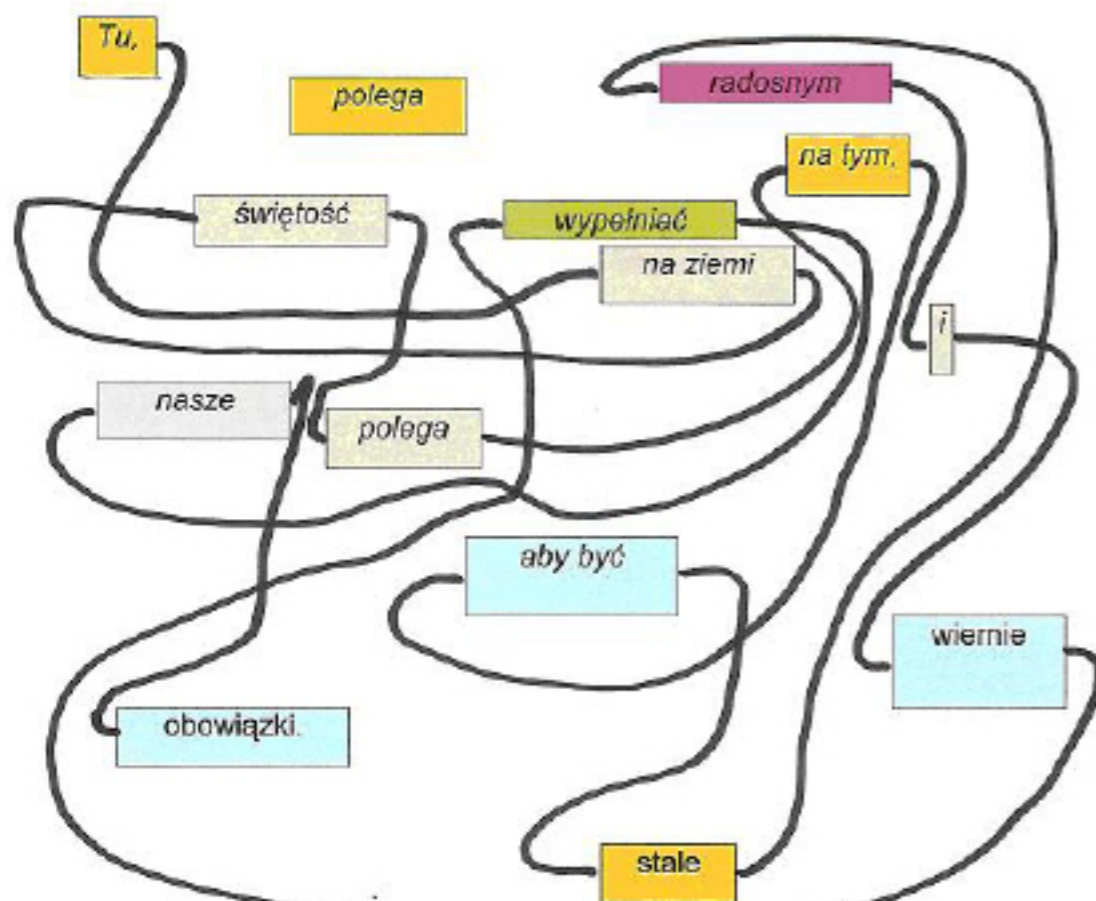 Tu,
polega
radosnym
na tym,
świętość
wypełniać
na ziemi
i
nasze
polega
aby być
wiernie
obowiązki.
stale